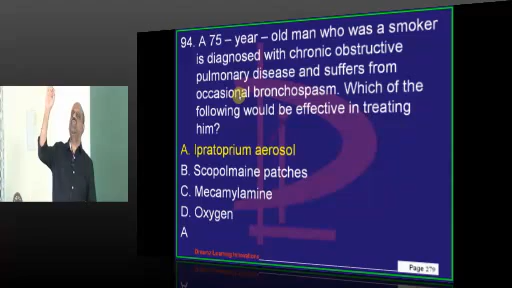 94. A 75 – year – old man who was a smoker
is diagnosed with chronic obstructive
pulmonary disease and suffers from
occasional bronchospasm. Which of the
following would be effective in treating
him?
A. Ipratoprium aerosol
B. Scopolmaine patches
C. Mecamylamine
D. Oxygen
A
Page 270